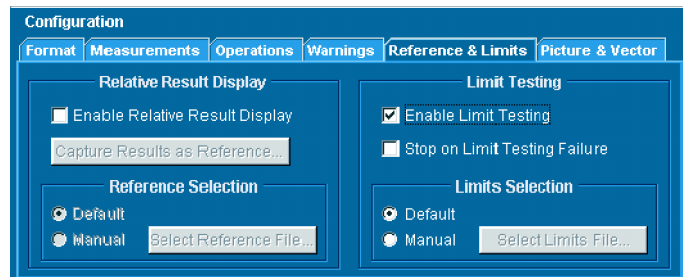 Configuration
Format Measurements Operations Warnings Reference & Limits Picture & Vector
Relative Result Display
Enable Relative Result Display
Capture Results as Reference...
Reference Selection
Default
Manual Select Reference File...
Limit Testing
Enable Limit Testing
Stop on Limit Testing Failure
Limits Selection
Default
Manual Select Limits File...